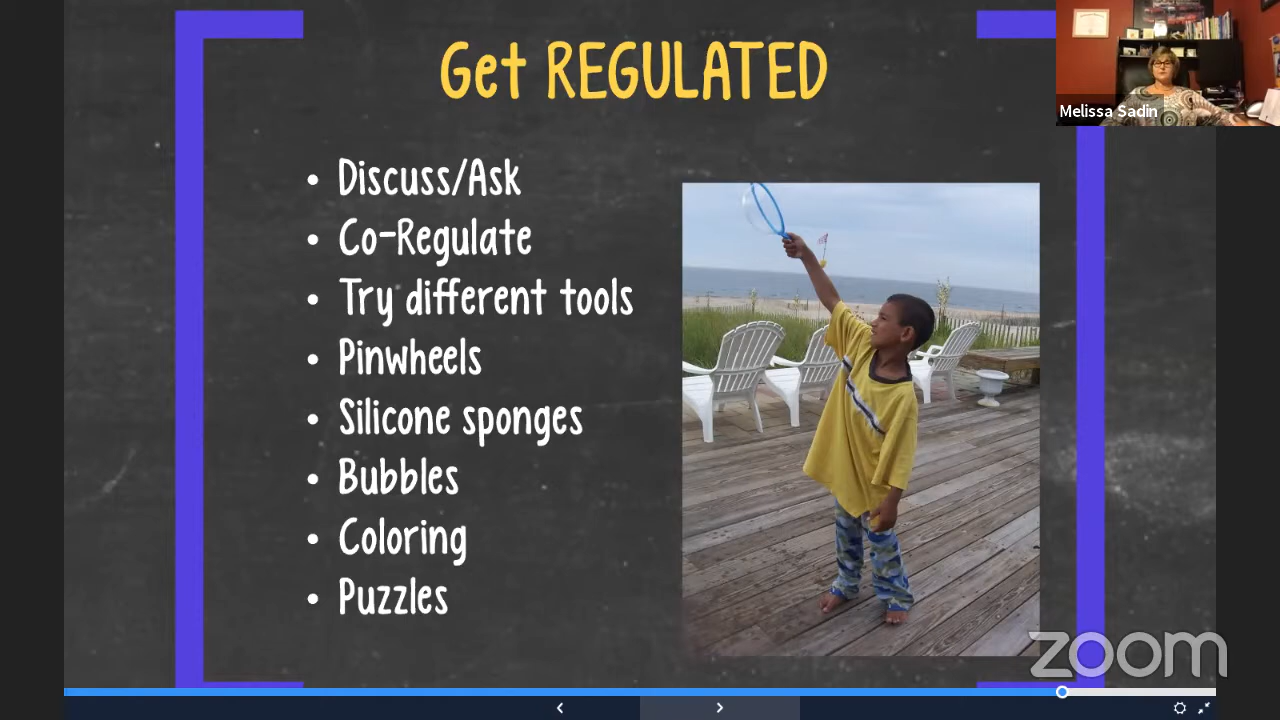 Get REGULATED
Melissa Sadin
• Discuss/Ask
• Co-Regulate
• Try different tools
• Pinwheels
• Silicone sponges
• Bubbles
• Coloring
• Puzzles
zoom